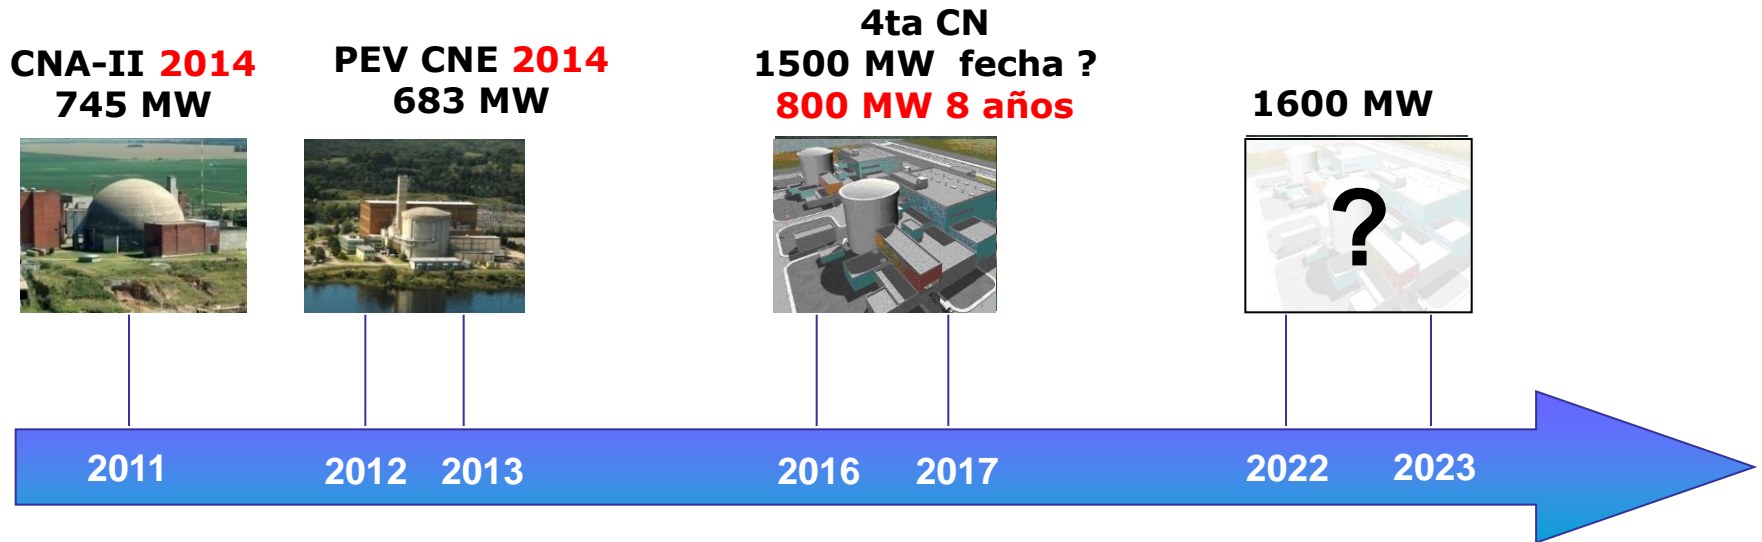 CNA-II 2014
745 MW
PEV CNE 2014
683 MW
4ta CN
1500 MW fecha ?
800 MW 8 años
1600 MW
?
2011
2012
2013
2016
2017
2022
2023